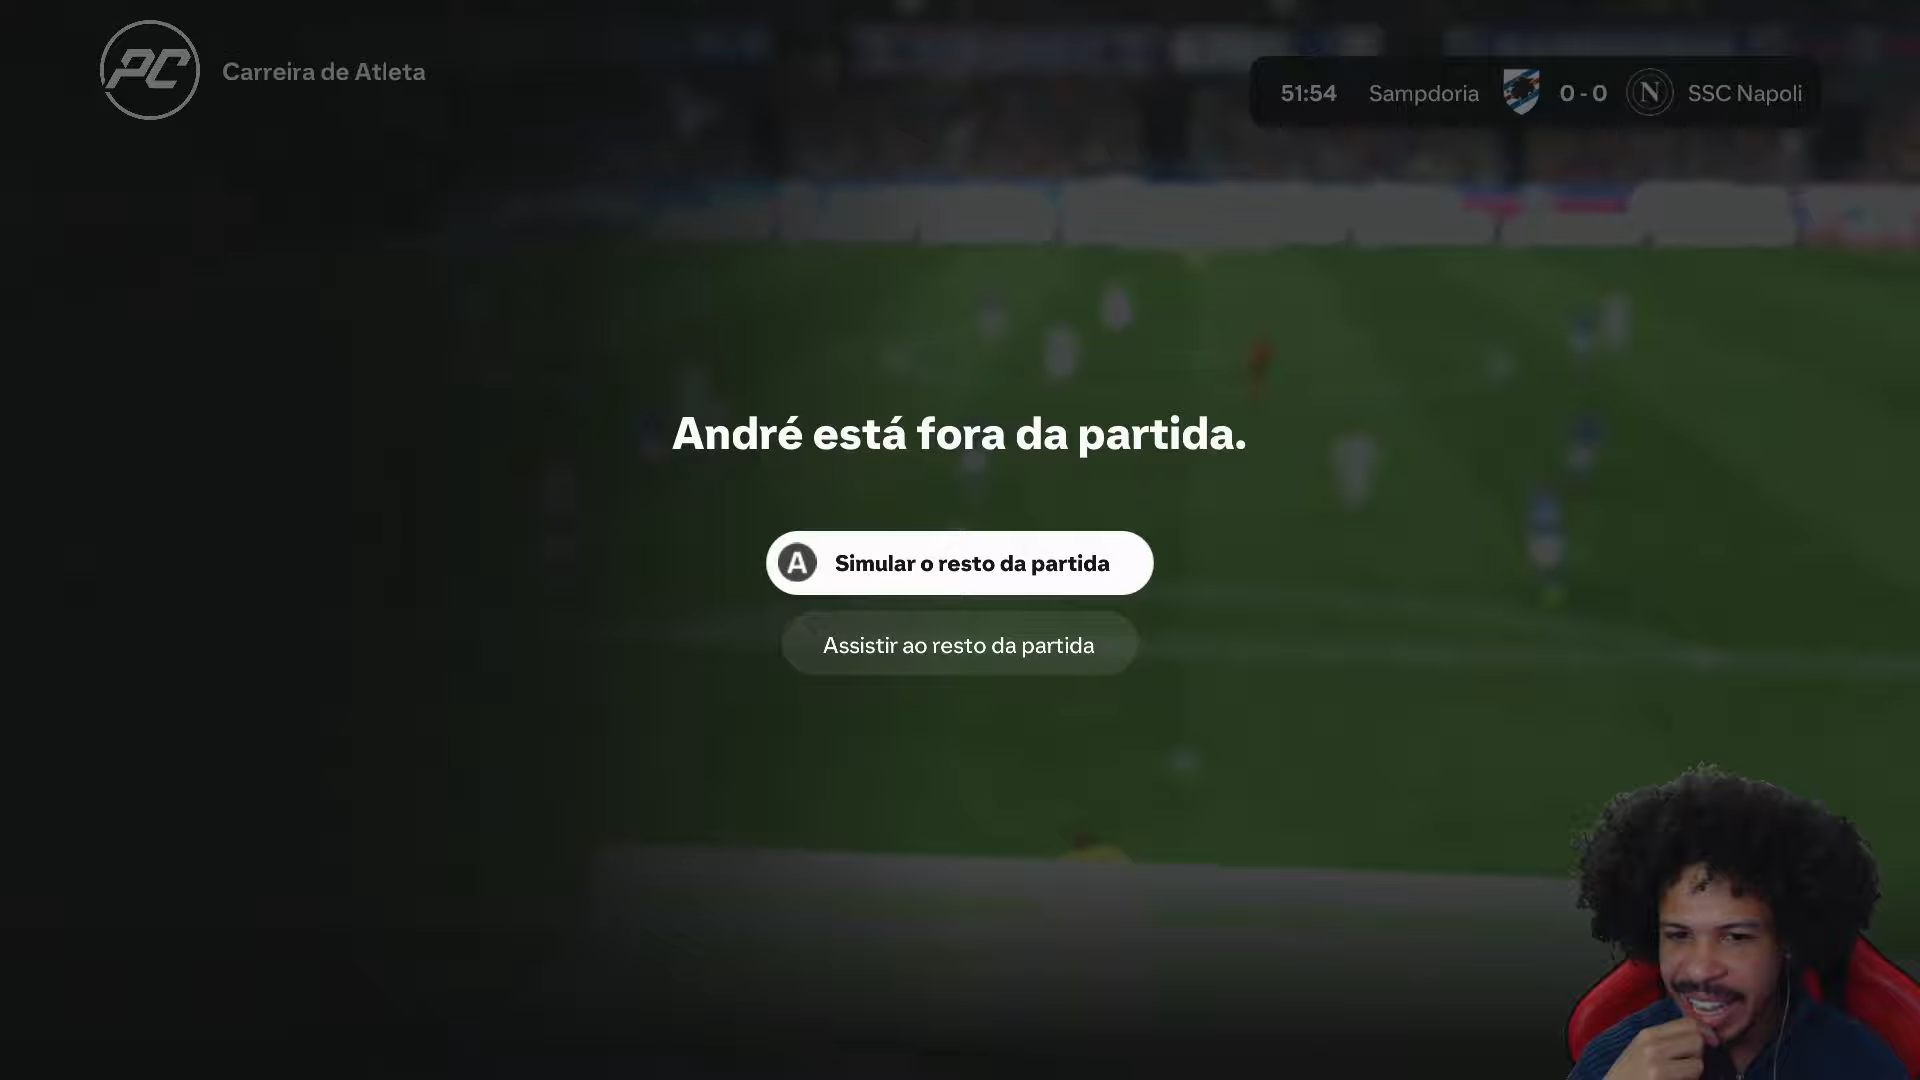 PC
Carreira de Atleta
51:54 Sampdoria 0 - 0 N SSC Napoli
André está fora da partida.
A Simular o resto da partida
Assistir ao resto da partida